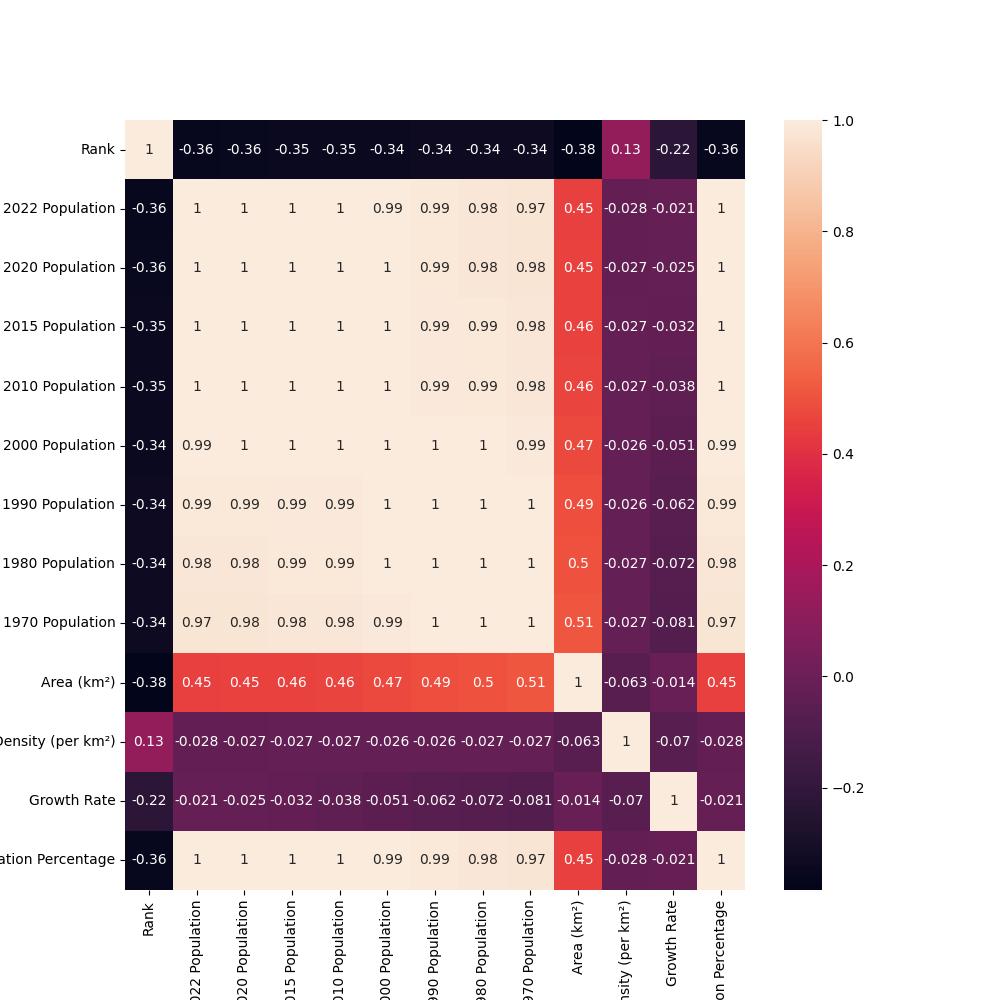 Rank 1 -0.36 -0.36 -0.35 -0.35 -0.34 -0.34 -0.34 -0.34 -0.38 0.13 -0.22 -0.36
2022 Population -0.36 1 1 1 1 0.99 0.99 0.98 0.97 0.45 -0.028 -0.021 1
2020 Population -0.36 1 1 1 1 1 0.99 0.98 0.98 0.45 -0.027 -0.025 1
2015 Population -0.35 1 1 1 1 1 0.99 0.99 0.98 0.46 -0.027 -0.032 1
2010 Population -0.35 1 1 1 1 1 0.99 0.99 0.98 0.46 -0.027 -0.038 1
2000 Population -0.34 0.99 1 1 1 1 1 1 0.99 0.47 -0.026 -0.051 0.99
1990 Population -0.34 0.99 0.99 0.99 0.99 1 1 1 1 0.49 -0.026 -0.062 0.99
1980 Population -0.34 0.98 0.98 0.99 0.99 1 1 1 1 0.5 -0.027 -0.072 0.98
1970 Population -0.34 0.97 0.98 0.98 0.98 0.99 1 1 1 0.51 -0.027 -0.081 0.97
Area (km²) -0.38 0.45 0.45 0.46 0.46 0.47 0.49 0.5 0.51 1 -0.063 -0.014 0.45
Density (per km²) 0.13 -0.028 -0.027 -0.027 -0.027 -0.026 -0.026 -0.027 -0.027 -0.063 1 -0.07 -0.028
Growth Rate -0.22 -0.021 -0.025 -0.032 -0.038 -0.051 -0.062 -0.072 -0.081 -0.014 -0.07 1 -0.021
ation Percentage -0.36 1 1 1 1 0.99 0.99 0.98 0.97 0.45 -0.028 -0.021 1
Rank
022 Population
020 Population
015 Population
010 Population
000 Population
990 Population
980 Population
970 Population
Area (km²)
nsity (per km²)
Growth Rate
on Percentage
1.0
0.8
0.6
0.4
0.2
0.0
−0.2